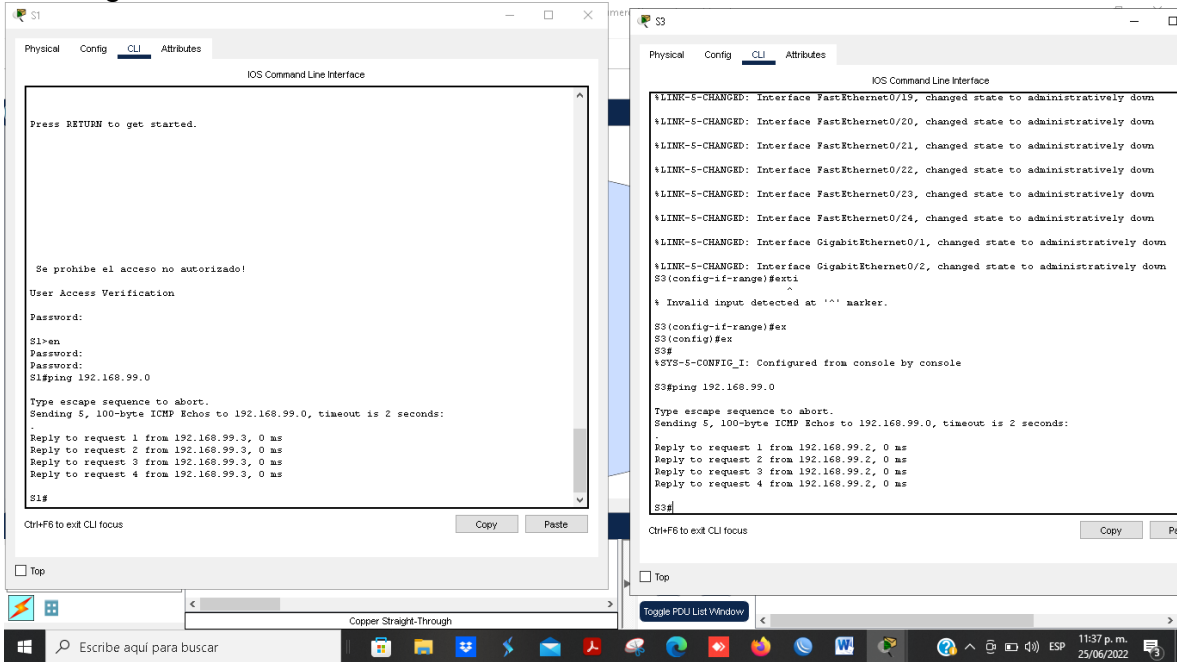 S1
Physical Config CLI Attributes
IOS Command Line Interface
Press RETURN to get started.
Se prohibe el acceso no autorizado!
User Access Verification
Password:
S1>en
Password:
Password:
S1#ping 192.168.99.0
Type escape sequence to abort.
Sending 5, 100-byte ICMP Echos to 192.168.99.0, timeout is 2 seconds:
.
Reply to request 1 from 192.168.99.3, 0 ms
Reply to request 2 from 192.168.99.3, 0 ms
Reply to request 3 from 192.168.99.3, 0 ms
Reply to request 4 from 192.168.99.3, 0 ms
S1#
Ctrl+F6 to exit CLI focus
Copy Paste
Top
Copper Straight-Through
S3
Physical Config CLI Attributes
IOS Command Line Interface
%LINK-5-CHANGED: Interface FastEthernet0/19, changed state to administratively down
%LINK-5-CHANGED: Interface FastEthernet0/20, changed state to administratively down
%LINK-5-CHANGED: Interface FastEthernet0/21, changed state to administratively down
%LINK-5-CHANGED: Interface FastEthernet0/22, changed state to administratively down
%LINK-5-CHANGED: Interface FastEthernet0/23, changed state to administratively down
%LINK-5-CHANGED: Interface FastEthernet0/24, changed state to administratively down
%LINK-5-CHANGED: Interface GigabitEthernet0/1, changed state to administratively down
%LINK-5-CHANGED: Interface GigabitEthernet0/2, changed state to administratively down
S3(config-if-range)#exti
^
% Invalid input detected at '^' marker.
S3(config-if-range)#ex
S3(config)#ex
S3#
%SYS-5-CONFIG_I: Configured from console by console
S3#ping 192.168.99.0
Type escape sequence to abort.
Sending 5, 100-byte ICMP Echos to 192.168.99.0, timeout is 2 seconds:
.
Reply to request 1 from 192.168.99.2, 0 ms
Reply to request 2 from 192.168.99.2, 0 ms
Reply to request 3 from 192.168.99.2, 0 ms
Reply to request 4 from 192.168.99.2, 0 ms
S3#
Ctrl+F6 to exit CLI focus
Copy
Top
Toggle PDU List Window
Escribe aquí para buscar
ESP
11:37 p. m.
25/06/2022
3